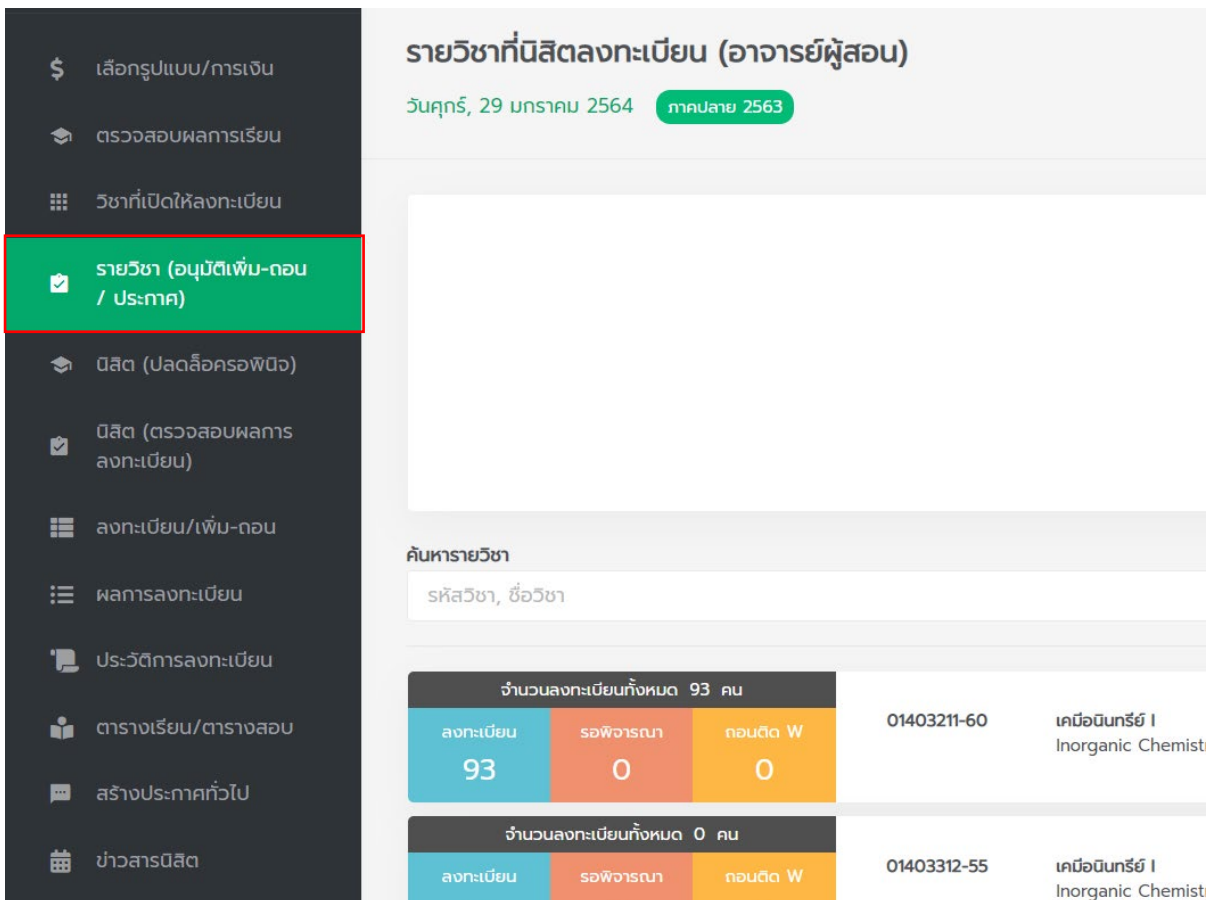 เลือกรูปแบบ/การเงิน
ตรวจสอบผลการเรียน
วิชาที่เปิดให้ลงทะเบียน
รายวิชา (อนุมัติเพิ่ม-ถอน
/ ประกาศ)
นิสิต (ปลดล็อครอพินิจ)
นิสิต (ตรวจสอบผลการ
ลงทะเบียน)
ลงทะเบียน/เพิ่ม-ถอน
ผลการลงทะเบียน
ประวัติการลงทะเบียน
ตารางเรียน/ตารางสอบ
สร้างประกาศทั่วไป
ข่าวสารนิสิต
รายวิชาที่นิสิตลงทะเบียน (อาจารย์ผู้สอน)
วันศุกร์, 29 มกราคม 2564 ภาคปลาย 2563
ค้นหารายวิชา
รหัสวิชา, ชื่อวิชา
จำนวนลงทะเบียนทั้งหมด 93 คน
ลงทะเบียน รอพิจารณา ถอนติด W
93 0 0
01403211-60 เคมีอนินทรีย์ I
Inorganic Chemist
จำนวนลงทะเบียนทั้งหมด 0 คน
ลงทะเบียน รอพิจารณา ถอนติด W
01403312-55 เคมีอนินทรีย์ I
Inorganic Chemist